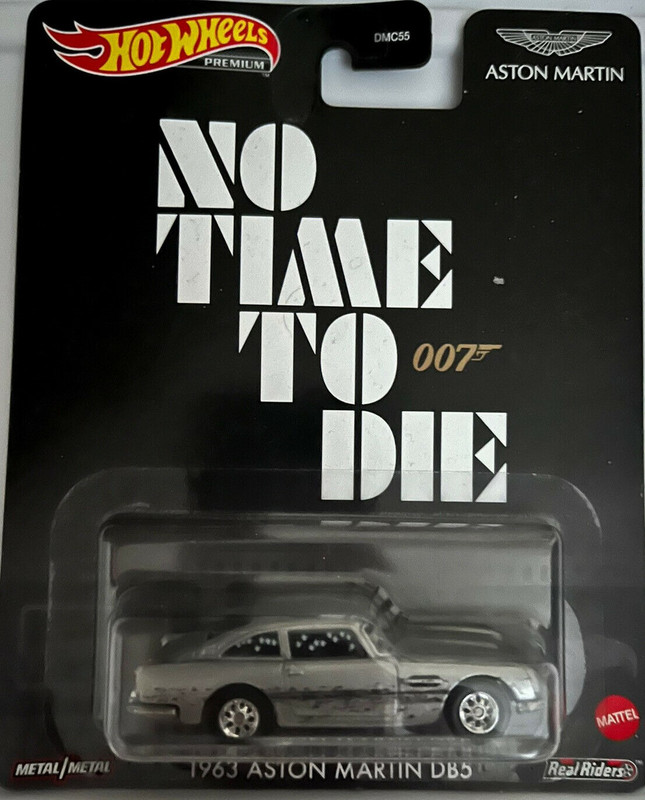 HOT WHEELS
PREMIUM
DMC55
ASTON MARTIN
ASTON MARTIN
NO
TIME
TO
007
DIE
MATTEL
METAL/METAL
1963 ASTON MARTIN DB5
Real Riders